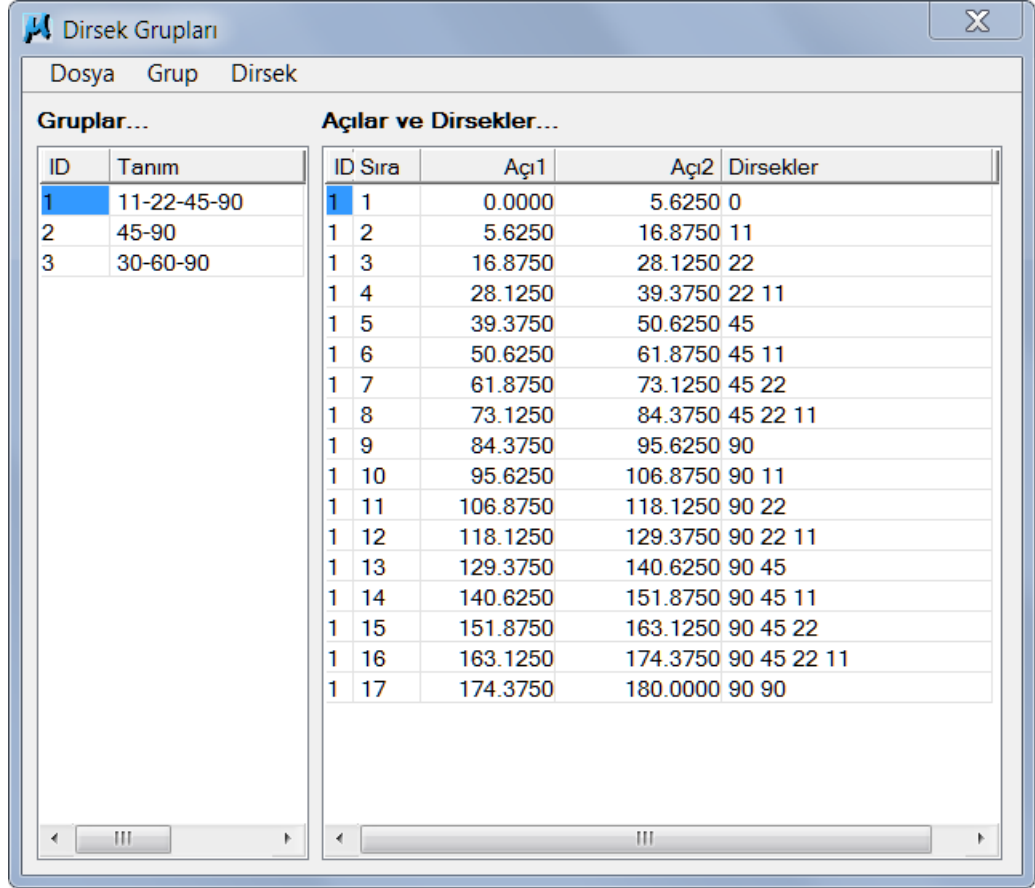 Dirsek Grupları
Dosya Grup Dirsek
Gruplar... Açılar ve Dirsekler...
ID Tanım ID Sıra Açı1 Açı2 Dirsekler
1 11-22-45-90 1 1 0.0000 5.6250 0
2 45-90 1 2 5.6250 16.8750 11
3 30-60-90 1 3 16.8750 28.1250 22
1 4 28.1250 39.3750 22 11
1 5 39.3750 50.6250 45
1 6 50.6250 61.8750 45 11
1 7 61.8750 73.1250 45 22
1 8 73.1250 84.3750 45 22 11
1 9 84.3750 95.6250 90
1 10 95.6250 106.8750 90 11
1 11 106.8750 118.1250 90 22
1 12 118.1250 129.3750 90 22 11
1 13 129.3750 140.6250 90 45
1 14 140.6250 151.8750 90 45 11
1 15 151.8750 163.1250 90 45 22
1 16 163.1250 174.3750 90 45 22 11
1 17 174.3750 180.0000 90 90